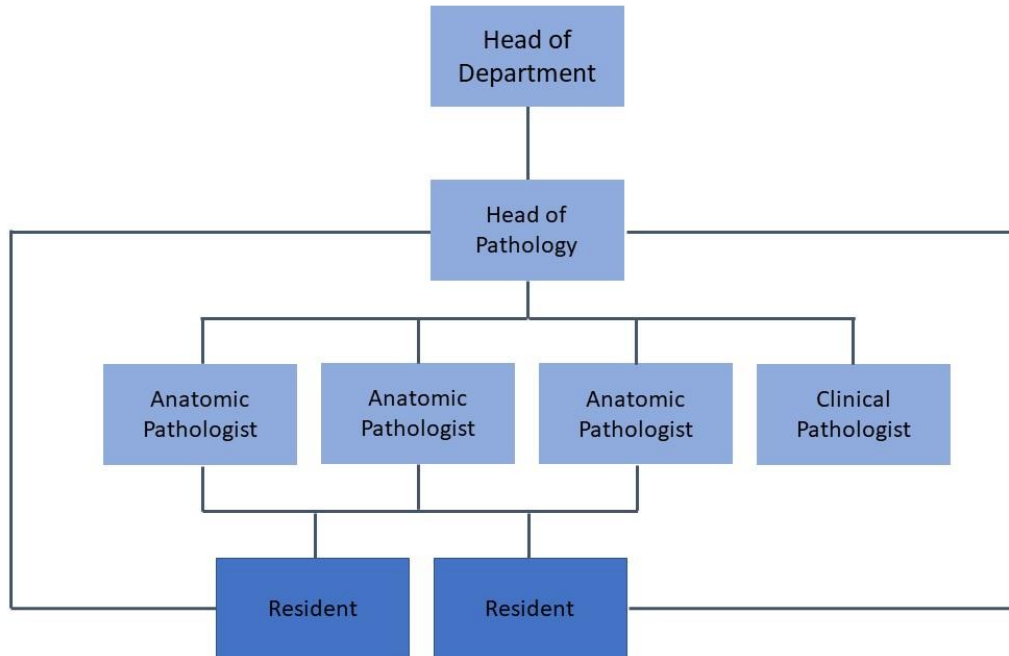 Head of
Department
Head of
Pathology
Anatomic
Pathologist
Anatomic
Pathologist
Anatomic
Pathologist
Clinical
Pathologist
Resident
Resident